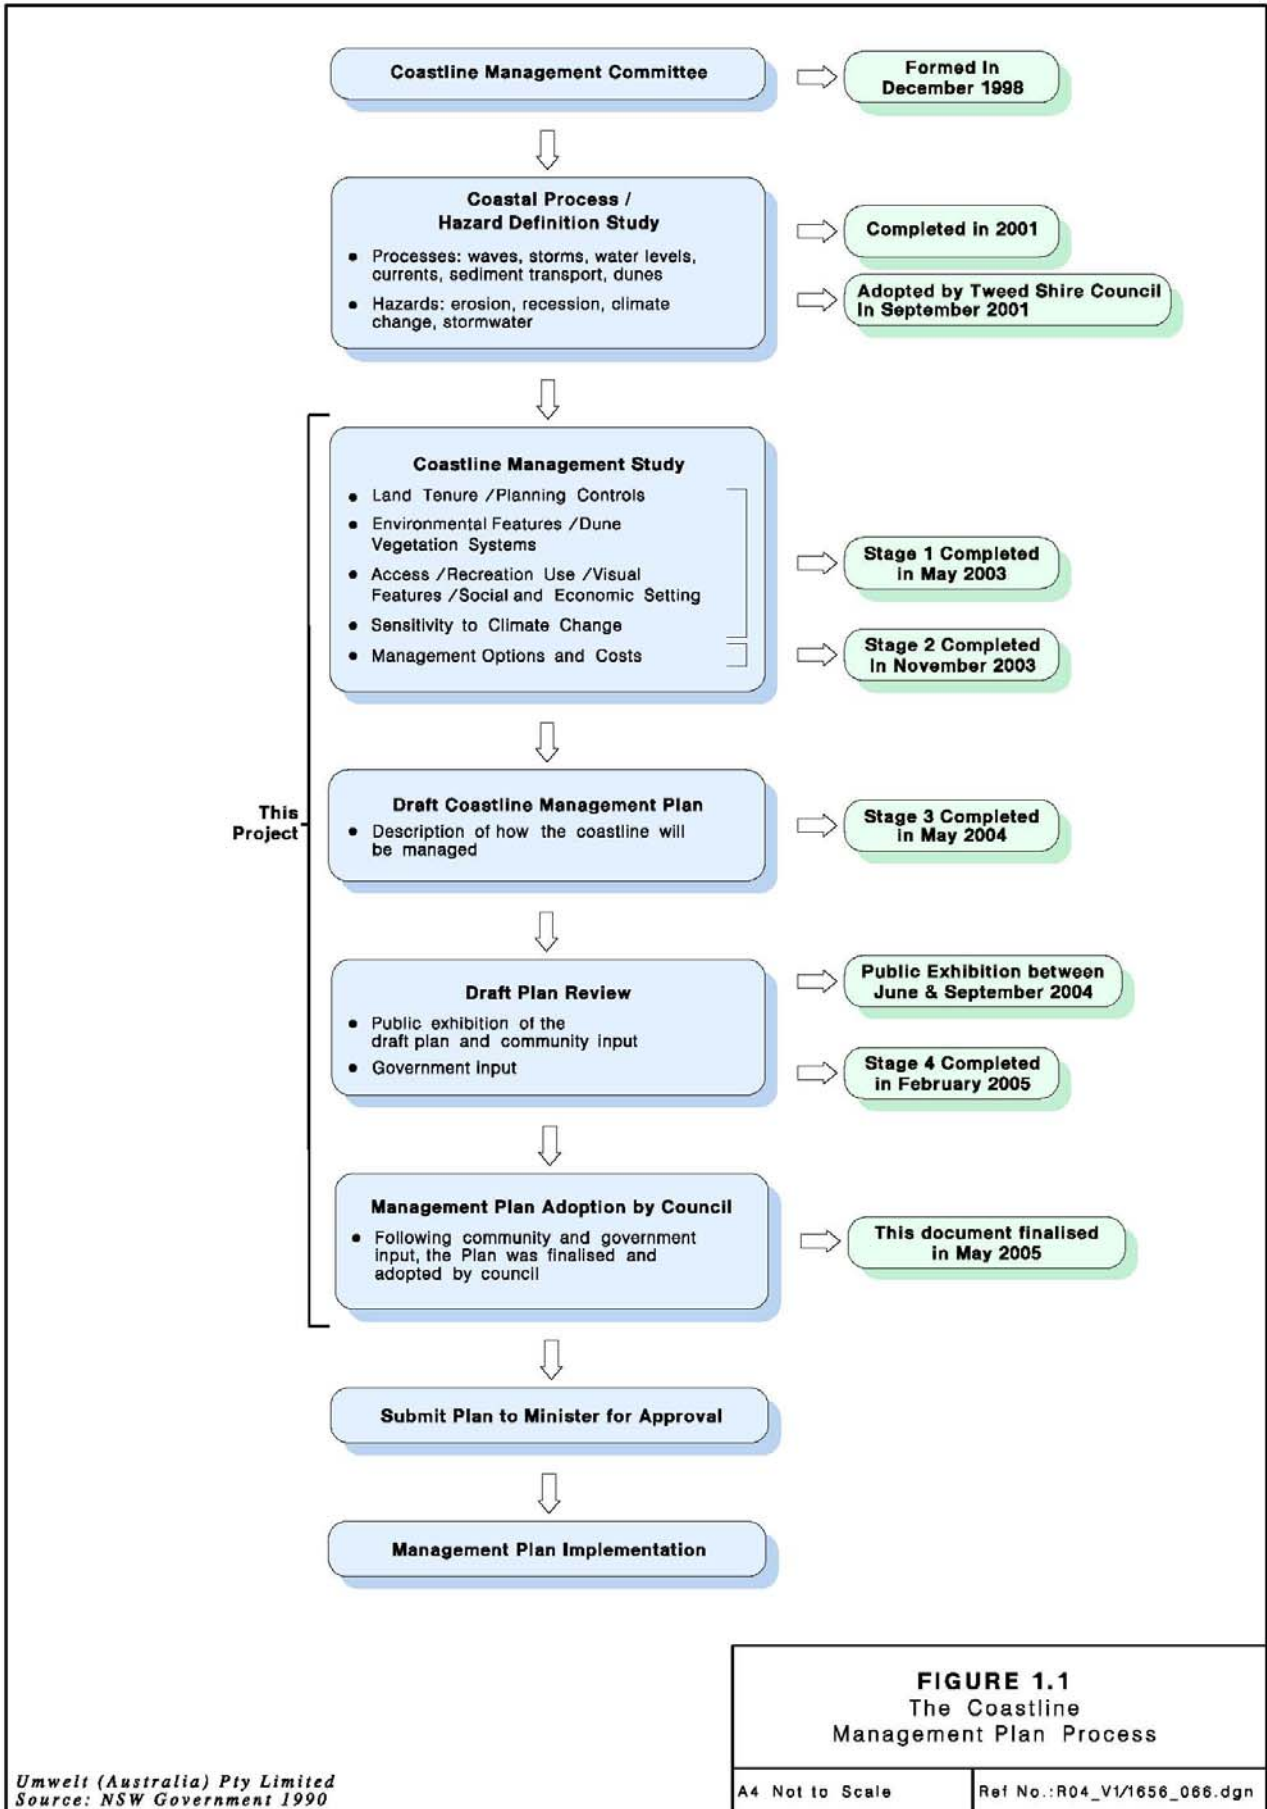 Coastline Management Committee
Formed In
December 1998
Coastal Process /
Hazard Definition Study
• Processes: waves, storms, water levels,
currents, sediment transport, dunes
• Hazards: erosion, recession, climate
change, stormwater
Completed in 2001
Adopted by Tweed Shire Council
In September 2001
Coastline Management Study
• Land Tenure /Planning Controls
• Environmental Features /Dune
Vegetation Systems
• Access /Recreation Use /Visual
Features /Social and Economic Setting
• Sensitivity to Climate Change
• Management Options and Costs
Stage 1 Completed
in May 2003
Stage 2 Completed
In November 2003
This
Project
Draft Coastline Management Plan
• Description of how the coastline will
be managed
Stage 3 Completed
in May 2004
Draft Plan Review
• Public exhibition of the
draft plan and community input
• Government Input
Public Exhibition between
June & September 2004
Stage 4 Completed
in February 2005
Management Plan Adoption by Council
• Following community and government
input, the Plan was finalised and
adopted by council
This document finalised
in May 2005
Submit Plan to Minister for Approval
Management Plan Implementation
FIGURE 1.1
The Coastline
Management Plan Process
Umwelt (Australia) Pty Limited
Source: NSW Government 1990
A4 Not to Scale
Ref No.:R04_V1/1656_066.dgn